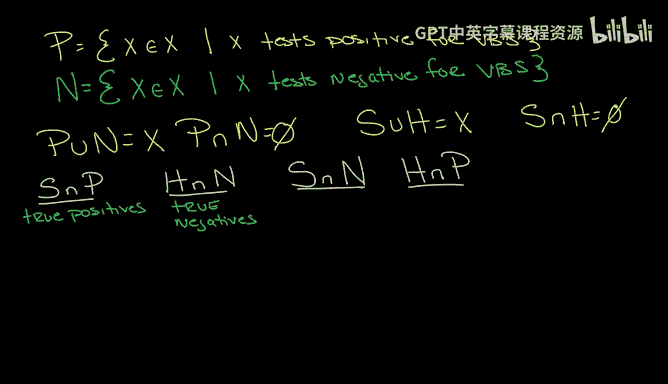 GPT中英字幕课程资源 bilibili
P={ x∈X | x tests positive for VBS}
N={ x∈X | x tests negative for VBS}
P∪N=X P∩N=∅ S∪H=X S∩H=∅
S∩P H∩N S∩N H∩P
true positives TRUE negatives